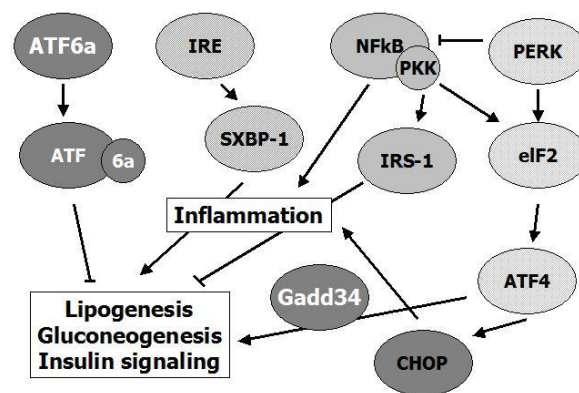 ATF6a
IRE
NFkB
PKK
PERK
ATF
6a
SXBP-1
IRS-1
elF2
Inflammation
Gadd34
ATF4
Lipogenesis
Gluconeogenesis
Insulin signaling
CHOP